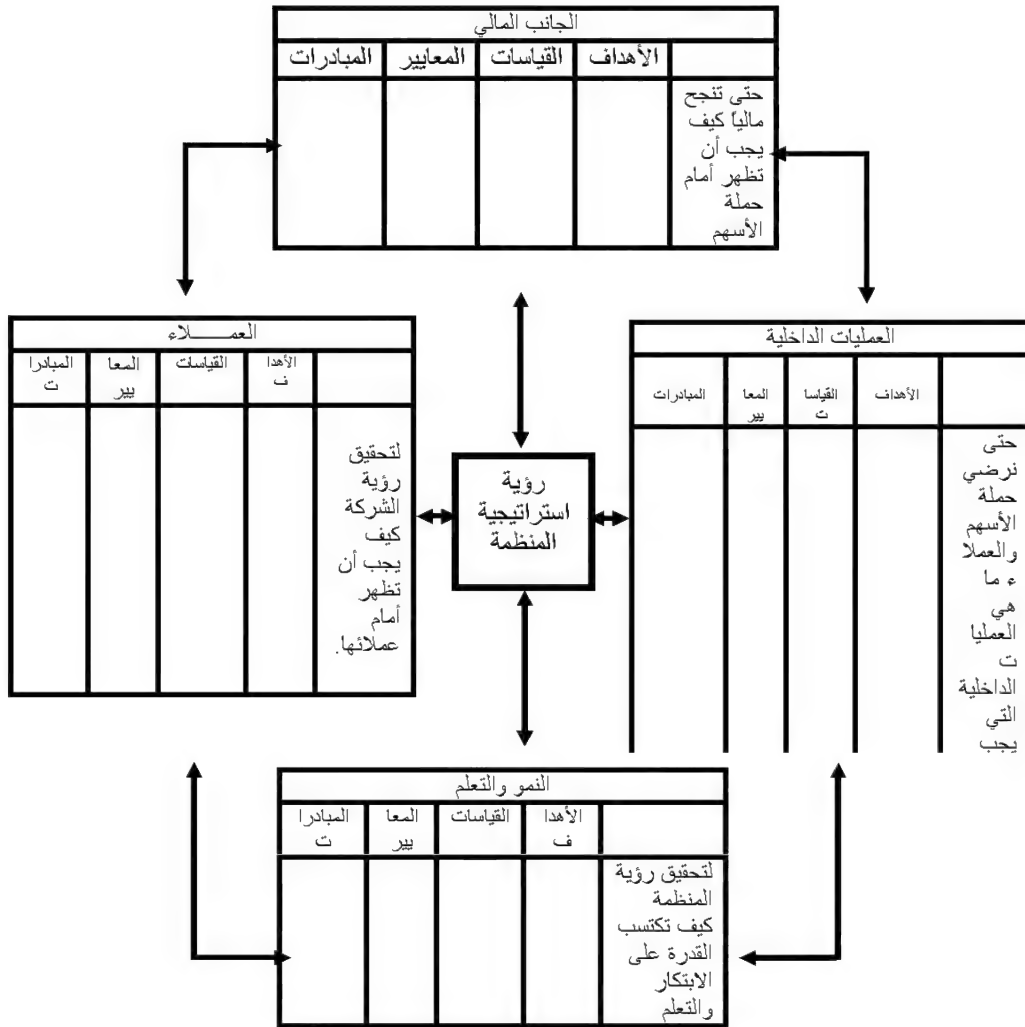 الجانب المالي
الأهداف القياسات المعايير المبادرات
حتى تنجح
مالياً كيف
يجب أن
تظهر أمام
حملة
الأسهم
العمليات الداخلية
الأهداف القياسا المعا المبادرات
ت يير
حتى
نرضي
حملة
الأسهم
والعملا
ء ما
هي
العمليا
ت
الداخلية
التي
يجب
رؤية
استراتيجية
المنظمة
العمـــــلاء
الأهدا القياسات المعا المبادرا
ف يير ت
لتحقيق
رؤية
الشركة
كيف
يجب أن
تظهر
أمام
عملائها.
النمو والتعلم
الأهدا القياسات المعا المبادرا
ف يير ت
لتحقيق رؤية
المنظمة
كيف تكتسب
القدرة على
الابتكار
والتعلم